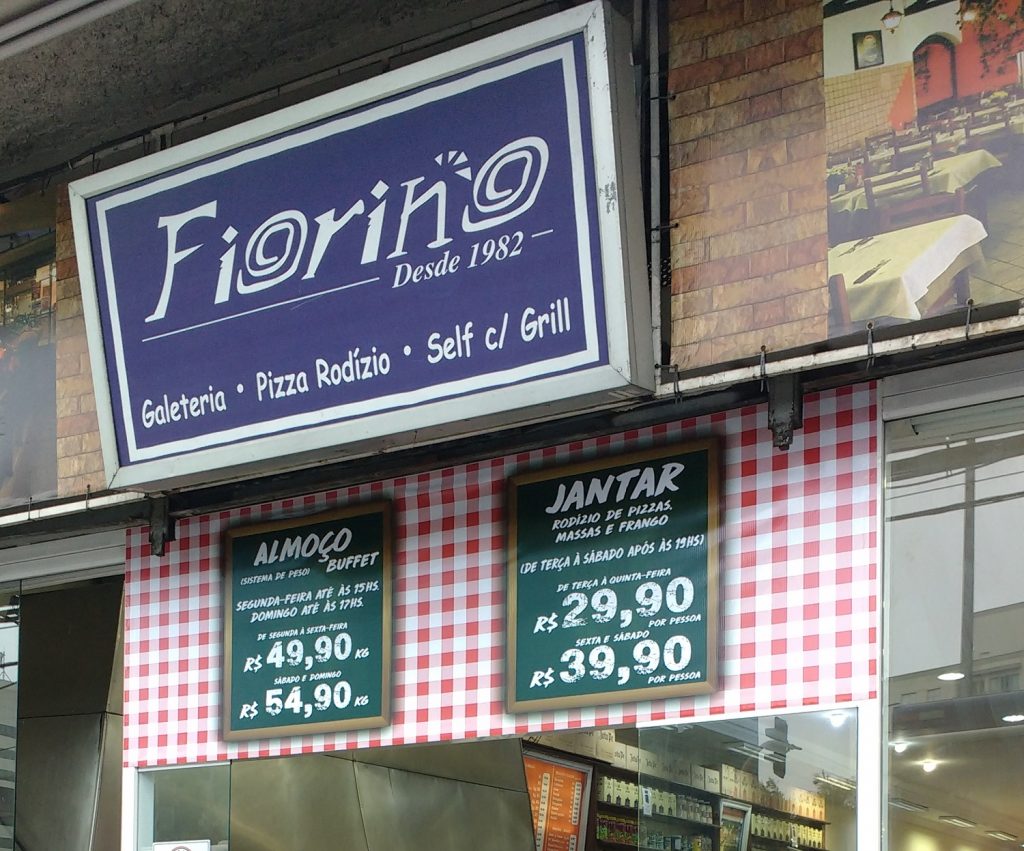 Fiorino
Desde 1982
Galeteria • Pizza Rodízio • Self c/ Grill
ALMOÇO
BUFFET
(SISTEMA DE PESO)
SEGUNDA-FEIRA ATÉ ÀS 15HS.
DOMINGO ATÉ ÀS 17HS.
DE SEGUNDA À SEXTA-FEIRA
R$ 49,90 KG
SÁBADO E DOMINGO
R$ 54,90 KG
JANTAR
RODÍZIO DE PIZZAS,
MASSAS E FRANGO
(DE TERÇA À SÁBADO APÓS ÀS 19HS)
DE TERÇA À QUINTA-FEIRA
R$ 29,90
POR PESSOA
SEXTA E SÁBADO
R$ 39,90
POR PESSOA